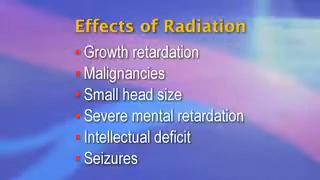 Effects of Radiation
• Growth retardation
• Malignancies
• Small head size
• Severe mental retardation
• Intellectual deficit
• Seizures